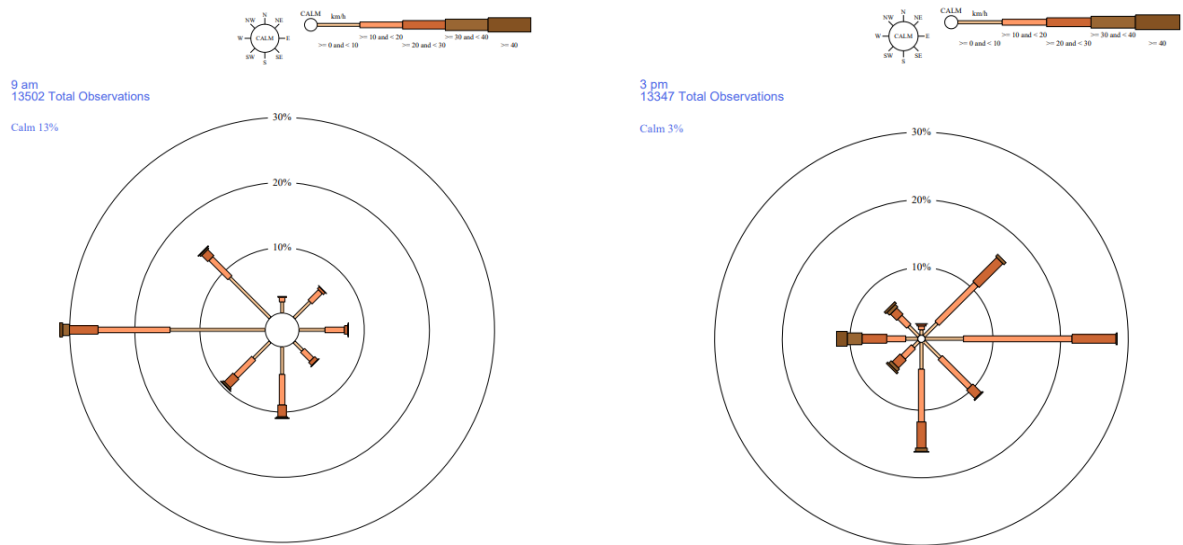 CALM km/h
N
NW NE
W CALM E
SW SE
S
>= 10 and < 20 >= 30 and < 40
>= 0 and < 10 >= 20 and < 30 >= 40
9 am
13502 Total Observations
Calm 13%
30%
20%
10%
CALM km/h
N
NW NE
W CALM E
SW SE
S
>= 10 and < 20 >= 30 and < 40
>= 0 and < 10 >= 20 and < 30 >= 40
3 pm
13347 Total Observations
Calm 3%
30%
20%
10%